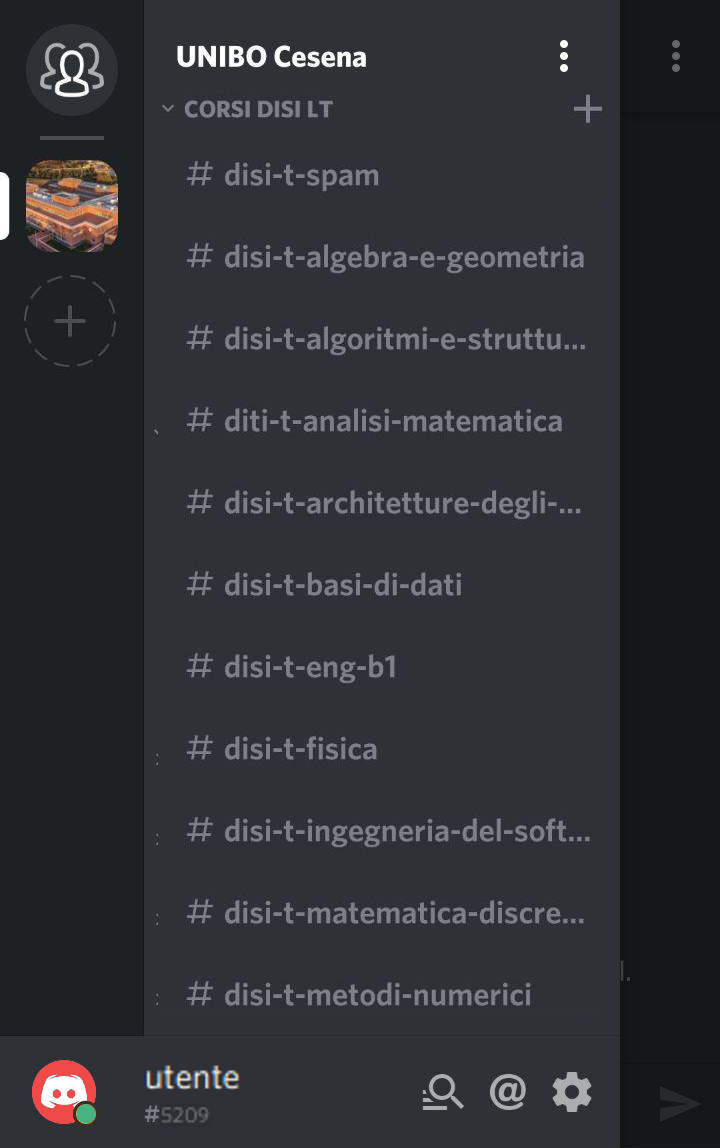 UNIBO Cesena
CORSI DISI LT
# disi-t-spam
# disi-t-algebra-e-geometria
# disi-t-algoritmi-e-struttu...
# diti-t-analisi-matematica
# disi-t-architetture-degli-...
# disi-t-basi-di-dati
# disi-t-eng-b1
# disi-t-fisica
# disi-t-ingegneria-del-soft...
# disi-t-matematica-discre...
# disi-t-metodi-numerici
l.
utente
#5209